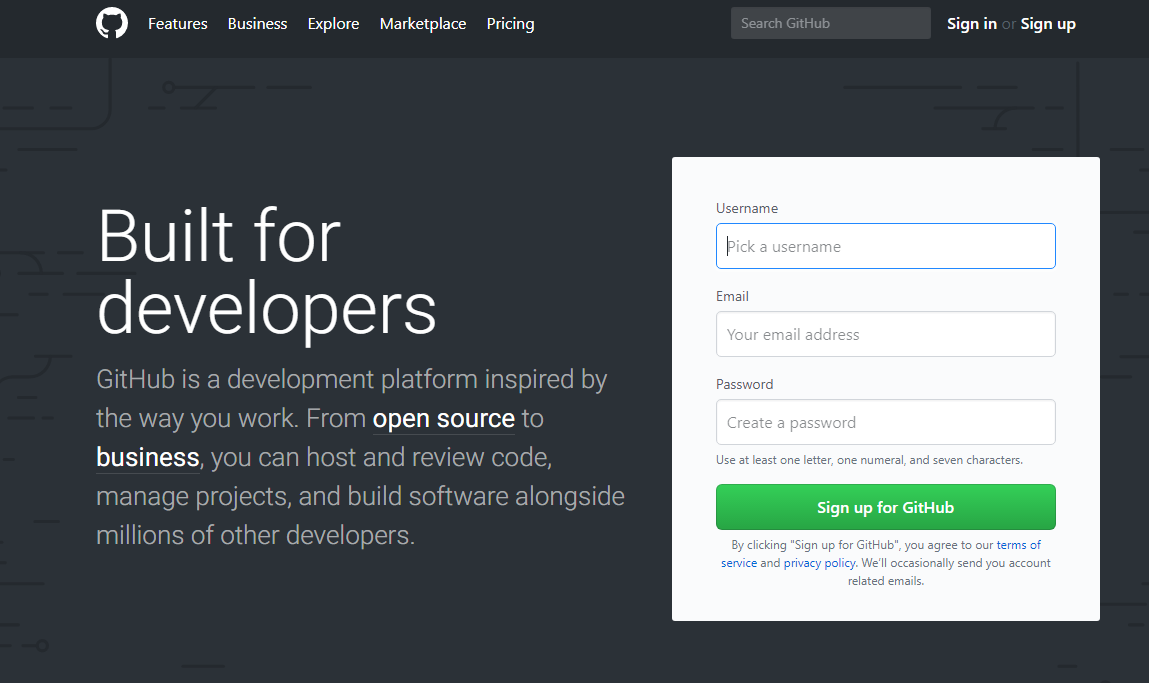 Features Business Explore Marketplace Pricing Search GitHub Sign in or Sign up
Built for
developers
GitHub is a development platform inspired by
the way you work. From open source to
business, you can host and review code,
manage projects, and build software alongside
millions of other developers.
Username
Pick a username
Email
Your email address
Password
Create a password
Use at least one letter, one numeral, and seven characters.
Sign up for GitHub
By clicking "Sign up for GitHub", you agree to our terms of
service and privacy policy. We'll occasionally send you account
related emails.